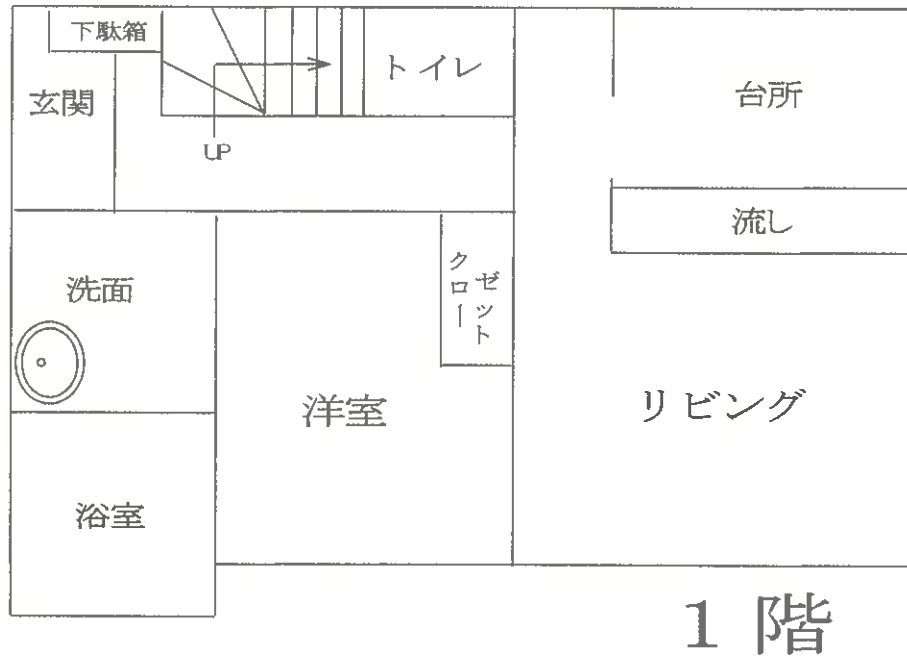 下駄箱
トイレ
玄関
台所
UP
流し
洗面
クロー
ゼット
洋室
リビング
浴室
1階